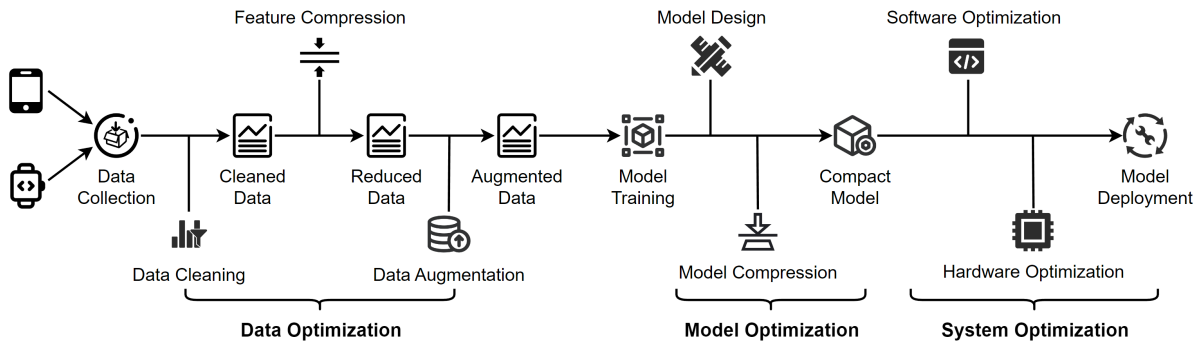 Feature Compression
Model Design
Software Optimization
Data
Collection
Cleaned
Data
Reduced
Data
Augmented
Data
Model
Training
Compact
Model
Model
Deployment
Data Cleaning
Data Augmentation
Model Compression
Hardware Optimization
Data Optimization
Model Optimization
System Optimization